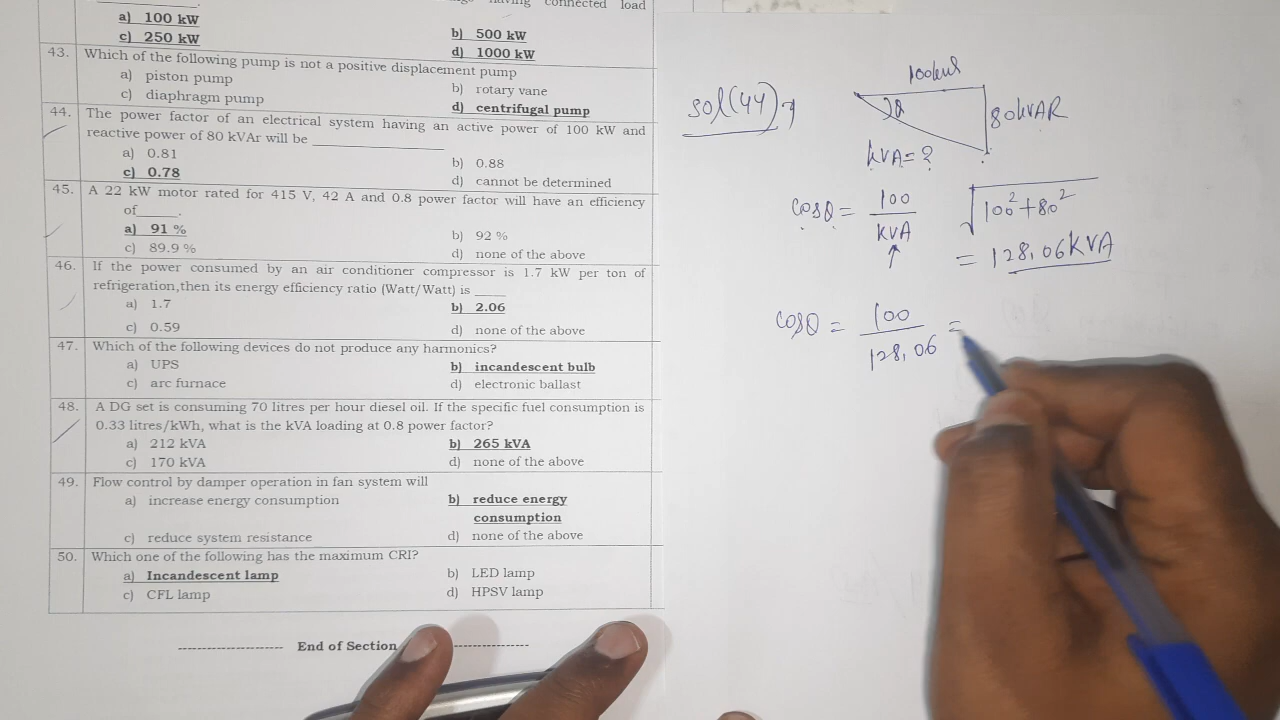 having connected load
a) 100 kW
b) 500 kW
c) 250 kW
d) 1000 kW
43. Which of the following pump is not a positive displacement pump
a) piston pump
b) rotary vane
c) diaphragm pump
d) centrifugal pump
44. The power factor of an electrical system having an active power of 100 kW and
reactive power of 80 kVAr will be ____________________
a) 0.81
b) 0.88
c) 0.78
d) cannot be determined
45. A 22 kW motor rated for 415 V, 42 A and 0.8 power factor will have an efficiency
of_____.
a) 91 %
b) 92 %
c) 89.9 %
d) none of the above
46. If the power consumed by an air conditioner compressor is 1.7 kW per ton of
refrigeration,then its energy efficiency ratio (Watt/Watt) is ____
a) 1.7
b) 2.06
c) 0.59
d) none of the above
47. Which of the following devices do not produce any harmonics?
a) UPS
b) incandescent bulb
c) arc furnace
d) electronic ballast
48. A DG set is consuming 70 litres per hour diesel oil. If the specific fuel consumption is
0.33 litres/kWh, what is the kVA loading at 0.8 power factor?
a) 212 kVA
b) 265 kVA
c) 170 kVA
d) none of the above
49. Flow control by damper operation in fan system will
a) increase energy consumption
b) reduce energy
consumption
c) reduce system resistance
d) none of the above
50. Which one of the following has the maximum CRI?
a) Incandescent lamp
b) LED lamp
c) CFL lamp
d) HPSV lamp
End of Section
sol(44)
80kVAR
kVA=?
cosθ = 100
kVA
√100²+80²
= 128.06KVA
cosθ = 100 =
128.06